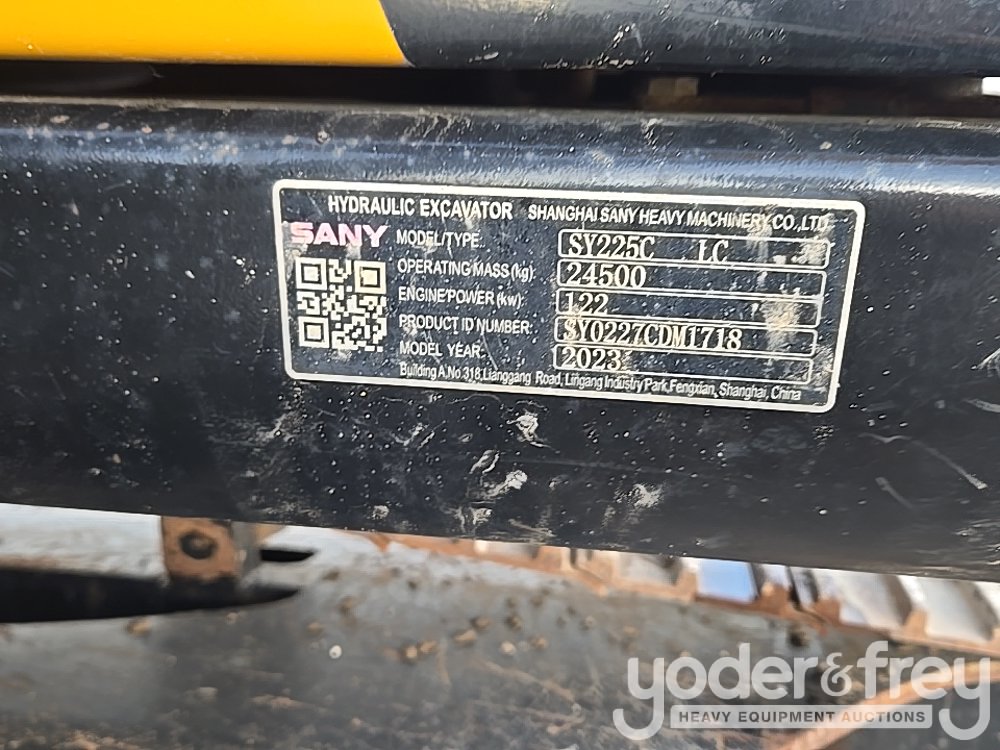 HYDRAULIC EXCAVATOR SHANGHAI SANY HEAVY MACHINERY CO.,LTD
SANY
MODEL/TYPE: SY225C LC
OPERATING MASS (kg): 24500
ENGINE POWER (kw): 122
PRODUCT ID NUMBER: SY0227CDM1718
MODEL YEAR: 2023
Building A,No.318,Lianggang Road, Lingang Industry Park,Fengxian, Shanghai, China
yoder&frey
HEAVY EQUIPMENT AUCTIONS